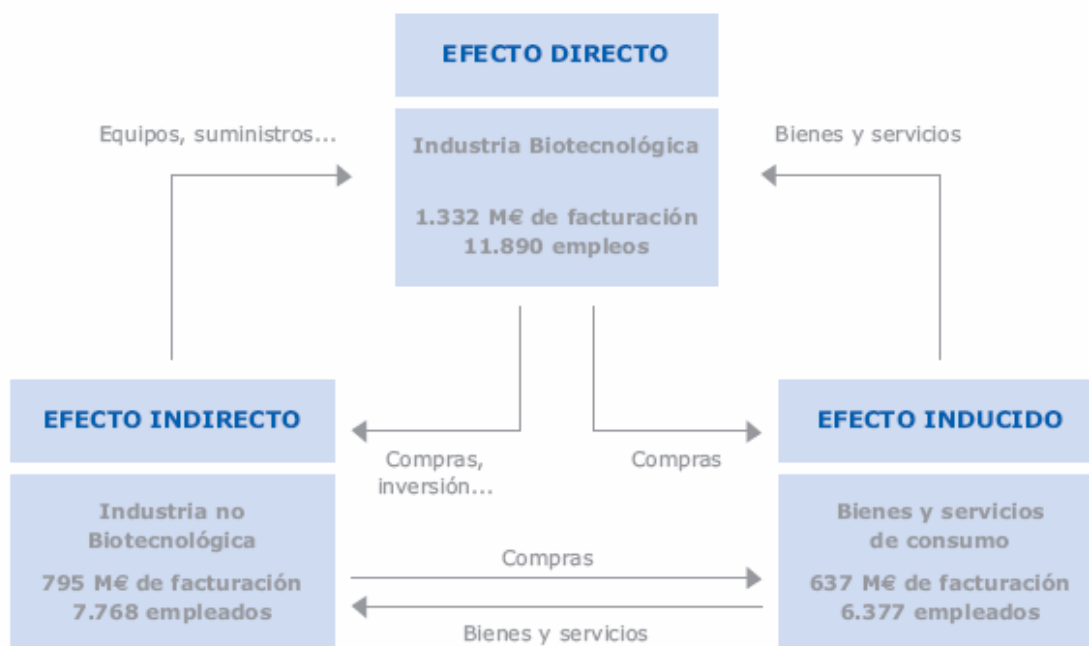 EFECTO DIRECTO
Equipos, suministros...
Industria Biotecnológica
Bienes y servicios
1.332 M€ de facturación
11.890 empleos
EFECTO INDIRECTO
EFECTO INDUCIDO
Compras,
inversión...
Compras
Industria no
Biotecnológica
795 M€ de facturación
7.768 empleados
Compras
Bienes y servicios
Bienes y servicios
de consumo
637 M€ de facturación
6.377 empleados